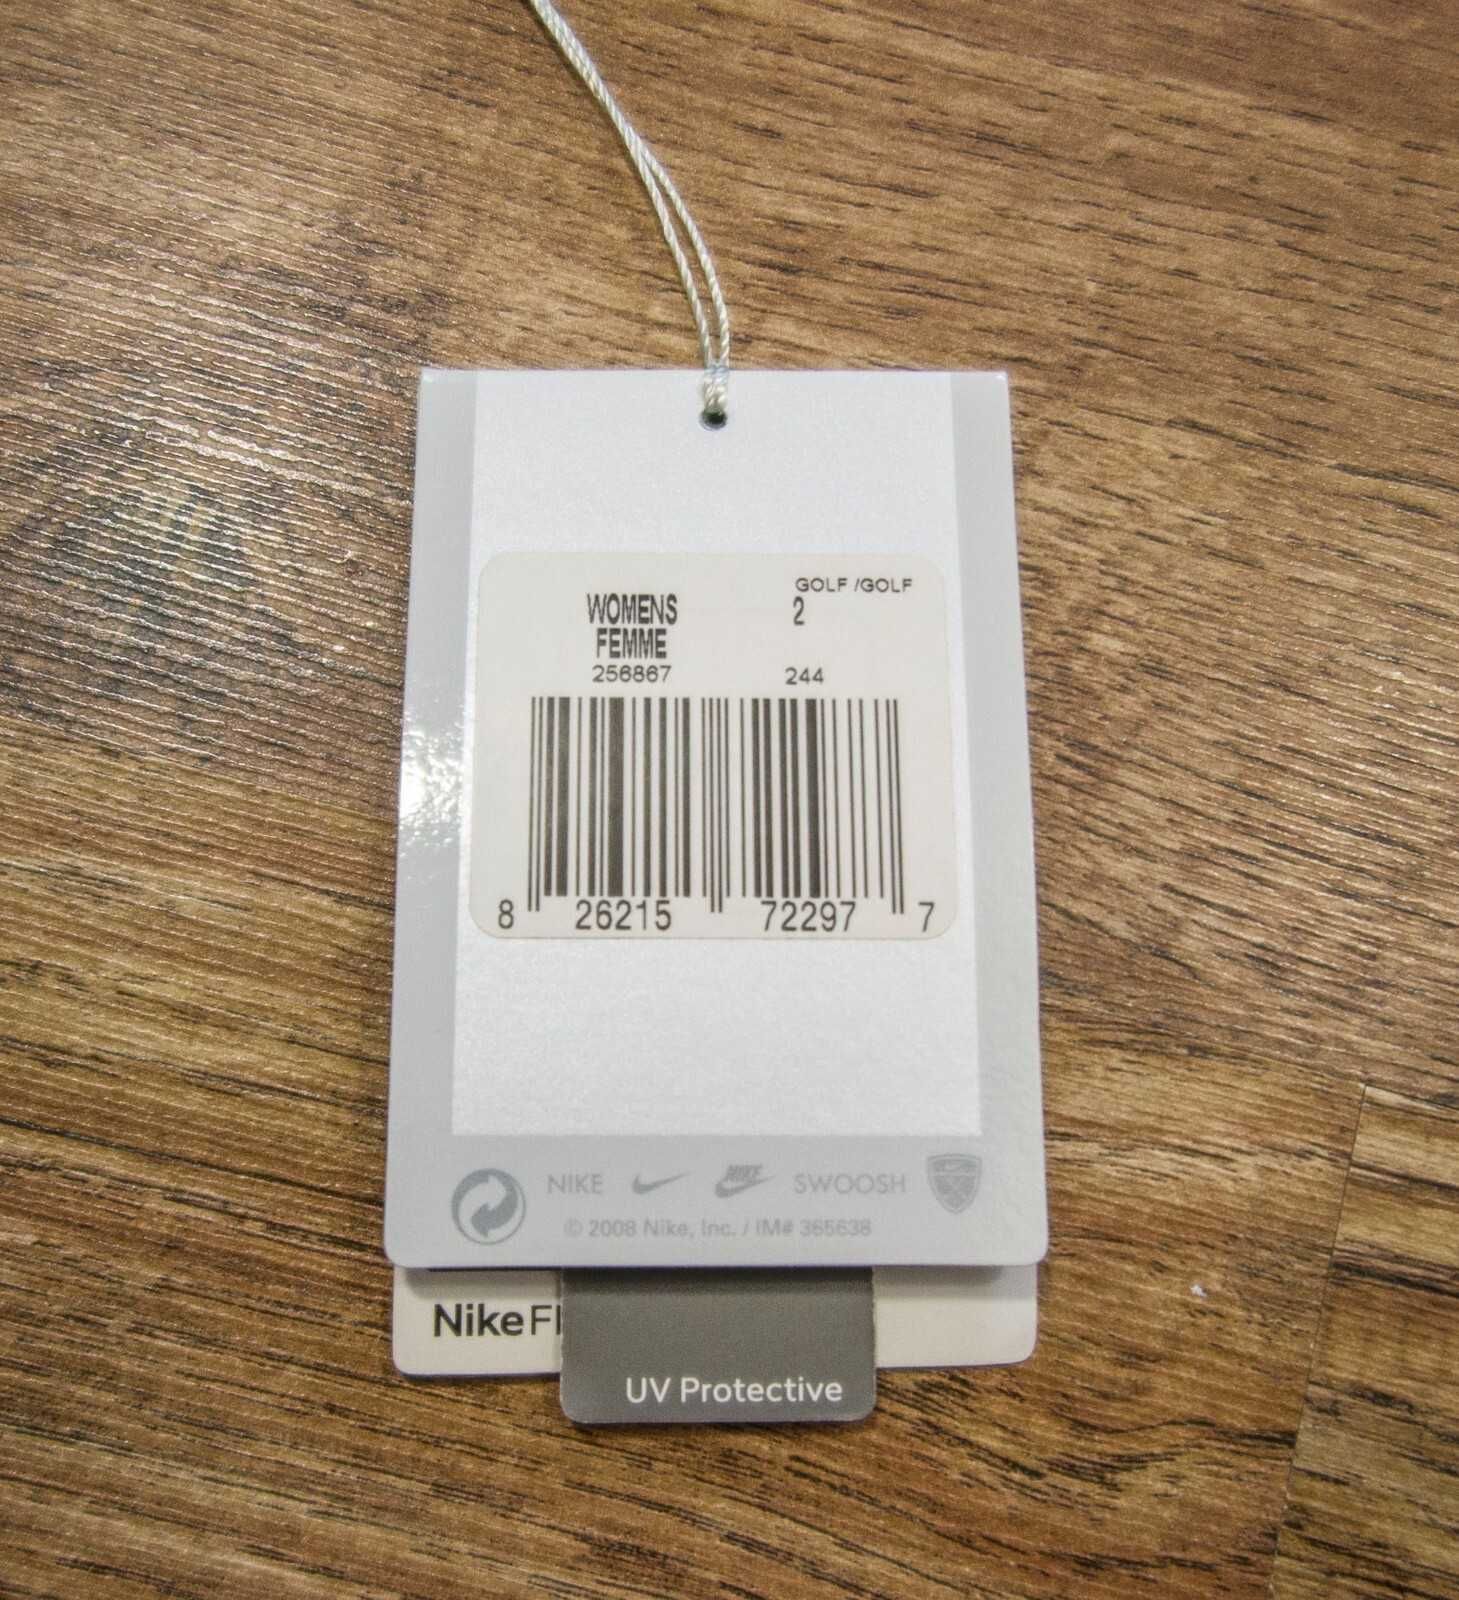 GOLF /GOLF
WOMENS 2
FEMME
256867 244
8 26215 72297 7
NIKE NIKE SWOOSH
© 2008 Nike, Inc. / IM# 365638
Nike
UV Protective